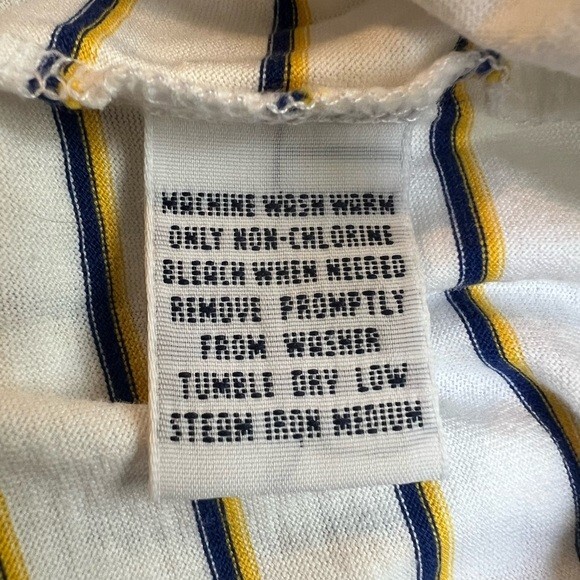 MACHINE WASH WARM
ONLY NON-CHLORINE
BLEACH WHEN NEEDED
REMOVE PROMPTLY
FROM WASHER
TUMBLE DRY LOW
STEAM IRON MEDIUM